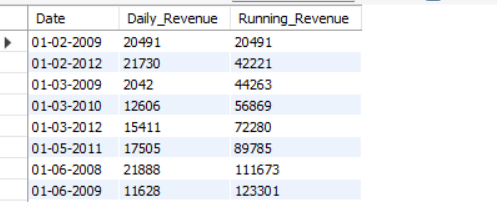 Date Daily_Revenue Running_Revenue
01-02-2009 20491 20491
01-02-2012 21730 42221
01-03-2009 2042 44263
01-03-2010 12606 56869
01-03-2012 15411 72280
01-05-2011 17505 89785
01-06-2008 21888 111673
01-06-2009 11628 123301